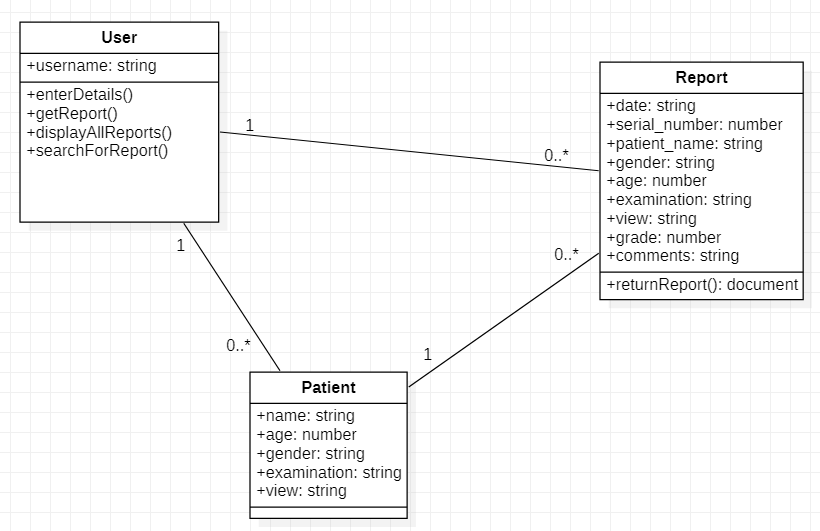 User
+username: string
+enterDetails()
+getReport()
+displayAllReports()
+searchForReport()
1
0..*
Report
+date: string
+serial_number: number
+patient_name: string
+gender: string
+age: number
+examination: string
+view: string
+grade: number
+comments: string
+returnReport(): document
1
0..*
0..*
1
Patient
+name: string
+age: number
+gender: string
+examination: string
+view: string